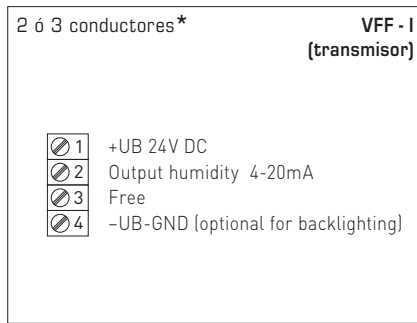 2 ó 3 conductores*
VFF - I
(transmisor)
1 +UB 24V DC
2 Output humidity 4-20mA
3 Free
4 –UB-GND (optional for backlighting)